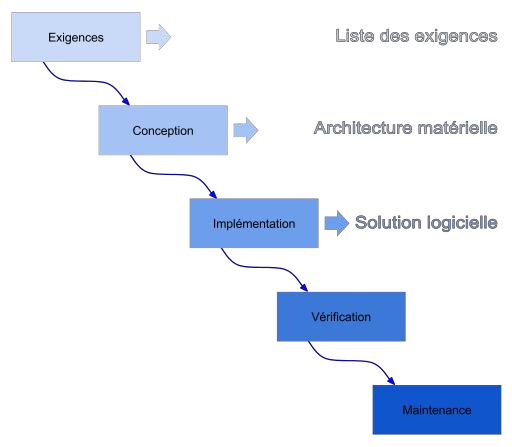 Exigences
Liste des exigences
Conception
Architecture matérielle
Implémentation
Solution logicielle
Vérification
Maintenance